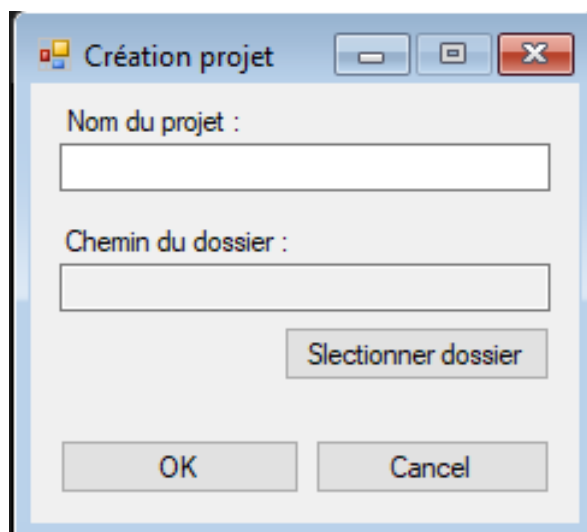 Création projet
Nom du projet :
Chemin du dossier :
Slectionner dossier
OK
Cancel